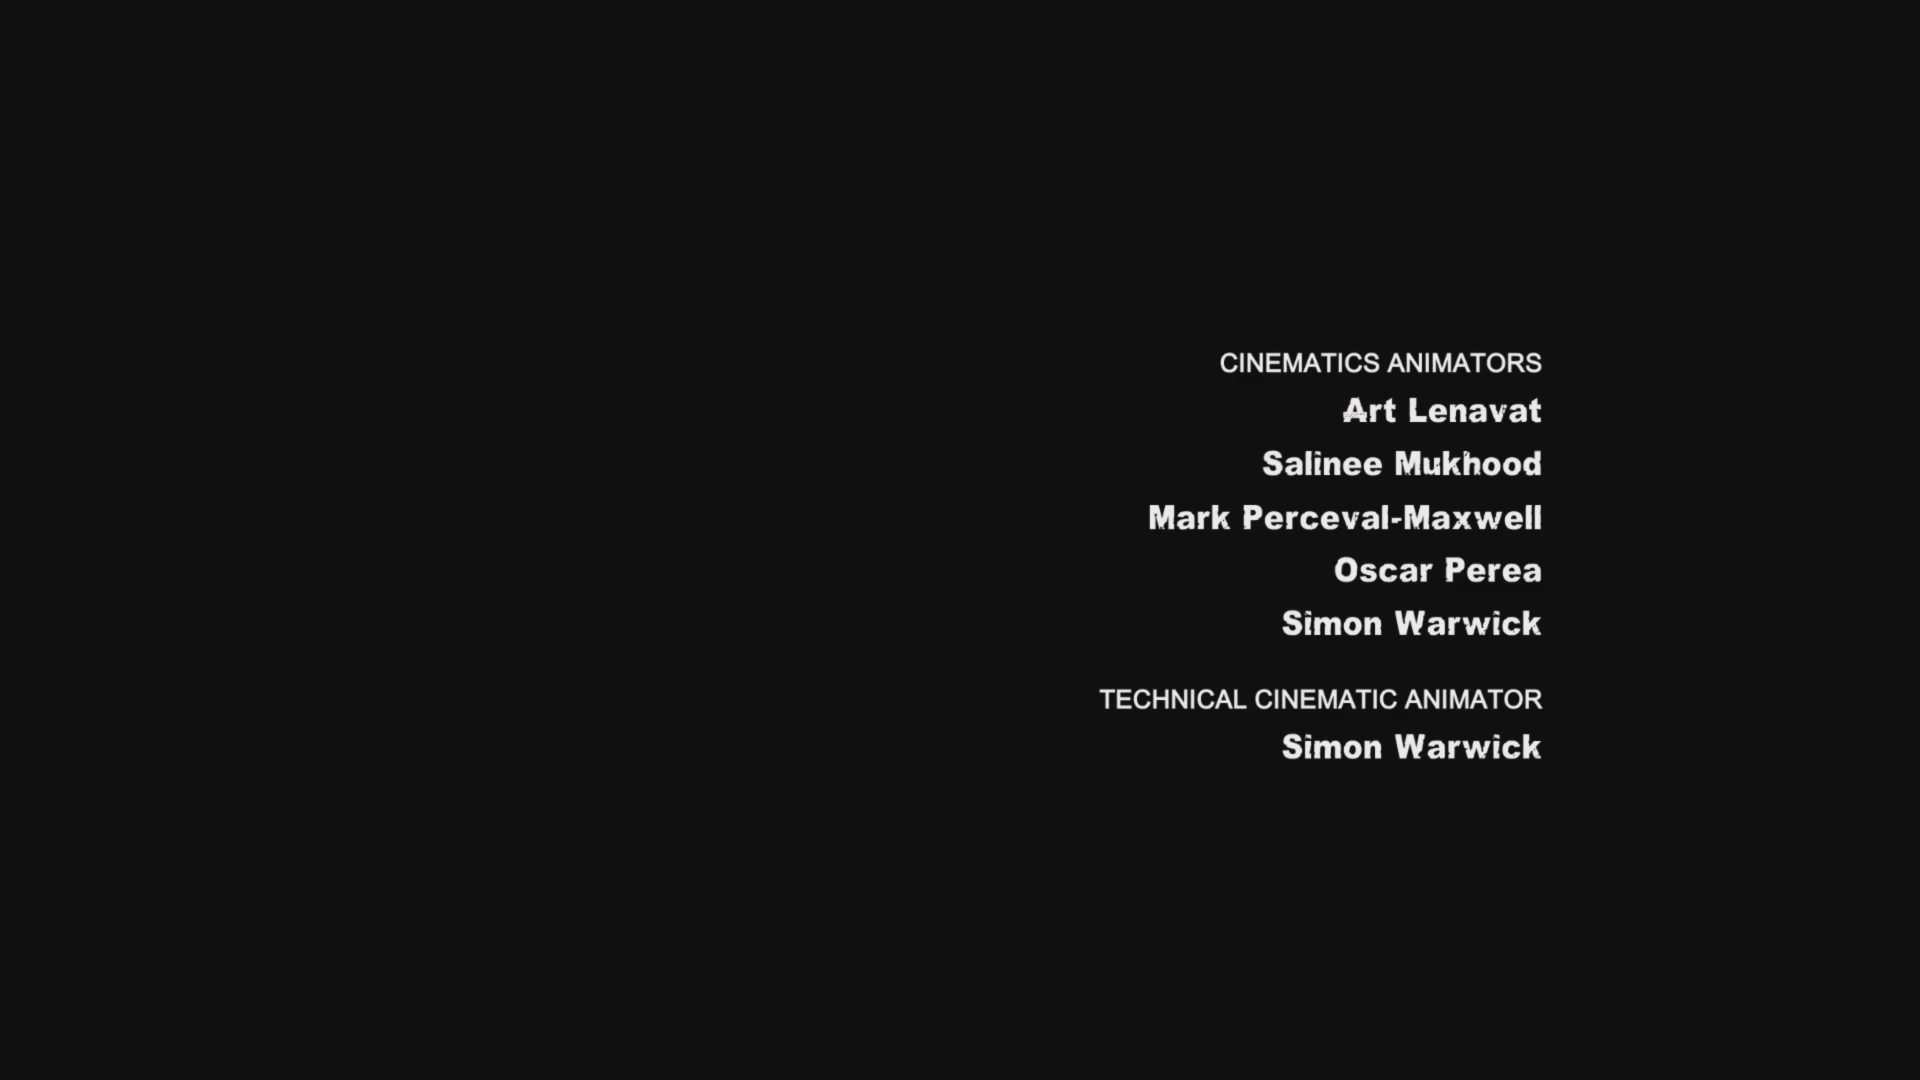 CINEMATICS ANIMATORS
Art Lenavat
Salinee Mukhood
Mark Perceval-Maxwell
Oscar Perea
Simon Warwick
TECHNICAL CINEMATIC ANIMATOR
Simon Warwick